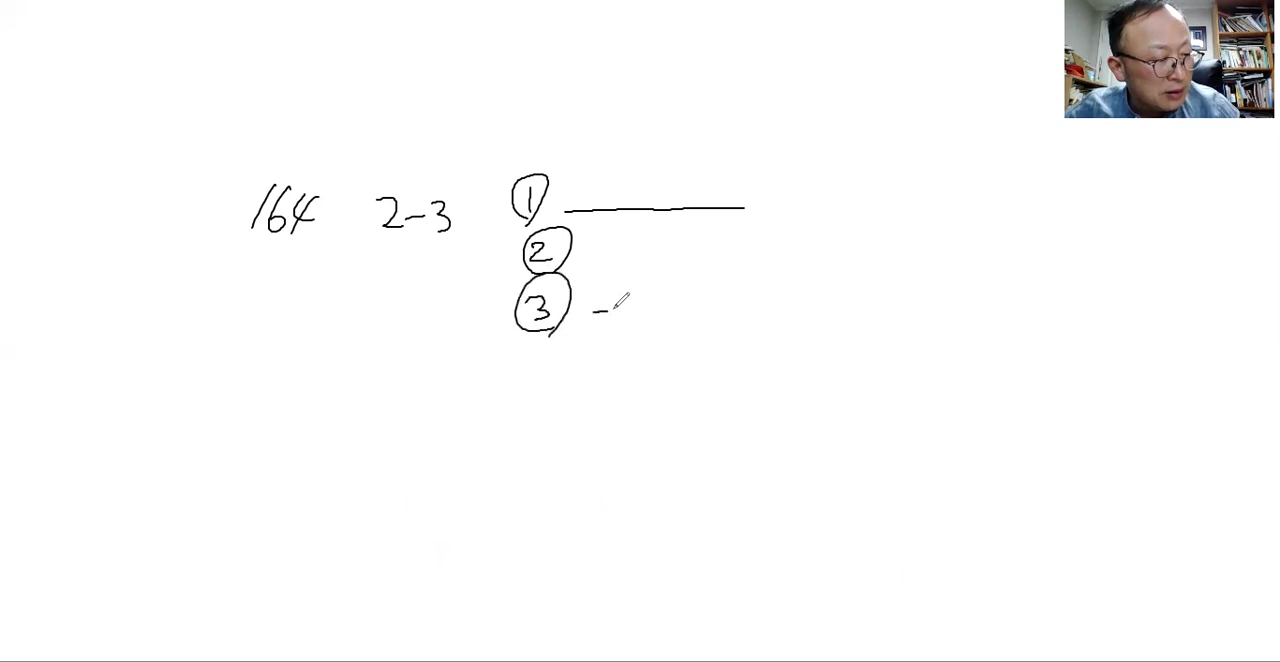 164 2-3 ①
②
③ -